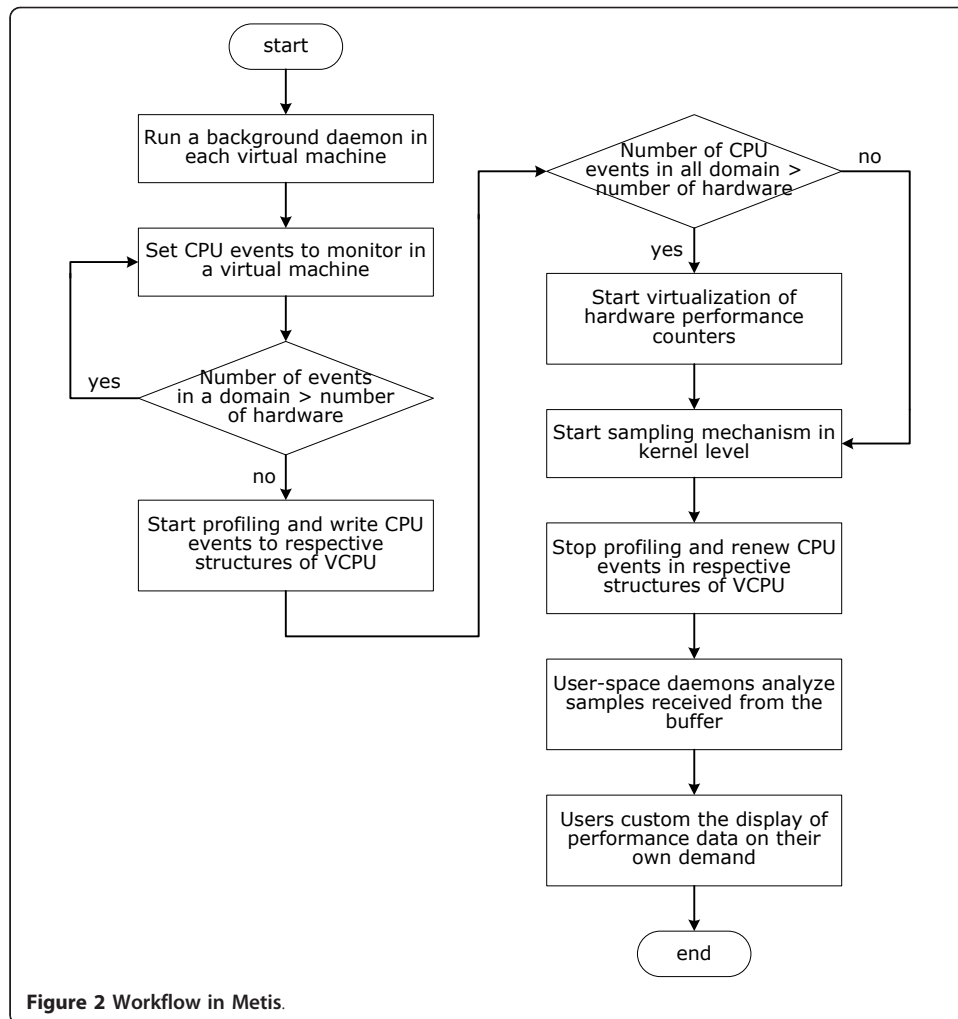 start
Run a background daemon in
each virtual machine
Set CPU events to monitor in
a virtual machine
yes
Number of events
in a domain > number
of hardware
no
Start profiling and write CPU
events to respective
structures of VCPU
Number of CPU
events in all domain >
number of hardware
no
yes
Start virtualization of
hardware performance
counters
Start sampling mechanism in
kernel level
Stop profiling and renew CPU
events in respective
structures of VCPU
User-space daemons analyze
samples received from the
buffer
Users custom the display of
performance data on their
own demand
end
Figure 2 Workflow in Metis.